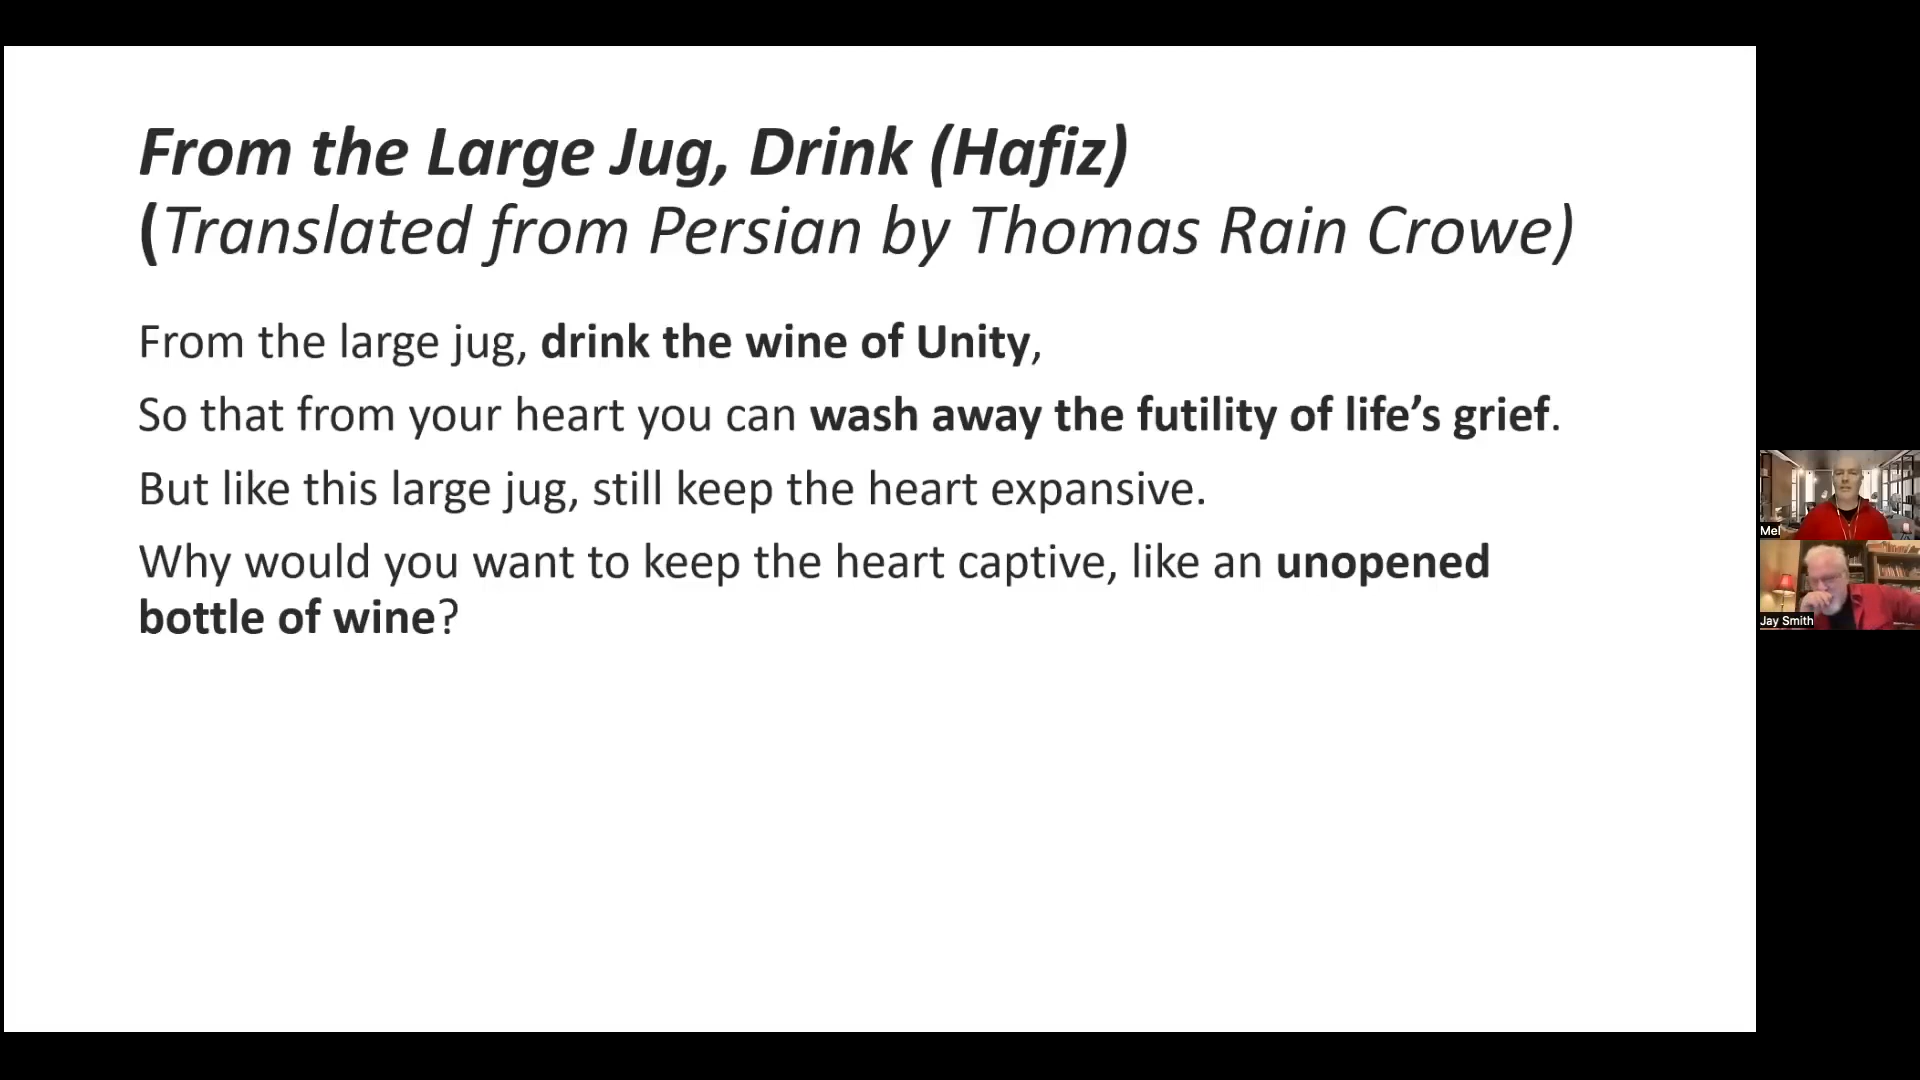 From the Large Jug, Drink (Hafiz)
(Translated from Persian by Thomas Rain Crowe)
From the large jug, drink the wine of Unity,
So that from your heart you can wash away the futility of life’s grief.
But like this large jug, still keep the heart expansive.
Why would you want to keep the heart captive, like an unopened
bottle of wine?
Mel
Jay Smith